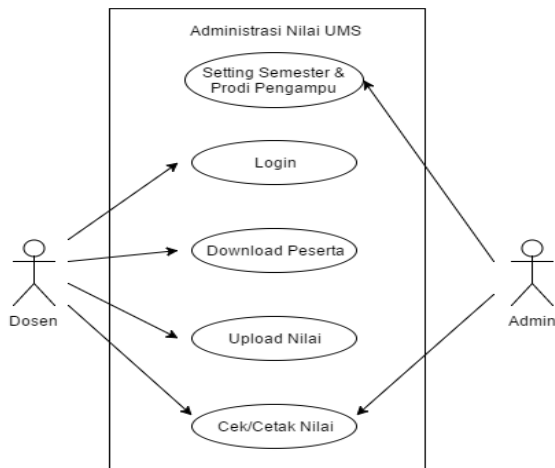 Administrasi Nilai UMS
Setting Semester &
Prodi Pengampu
Login
Download Peserta
Dosen
Admin
Upload Nilai
Cek/Cetak Nilai